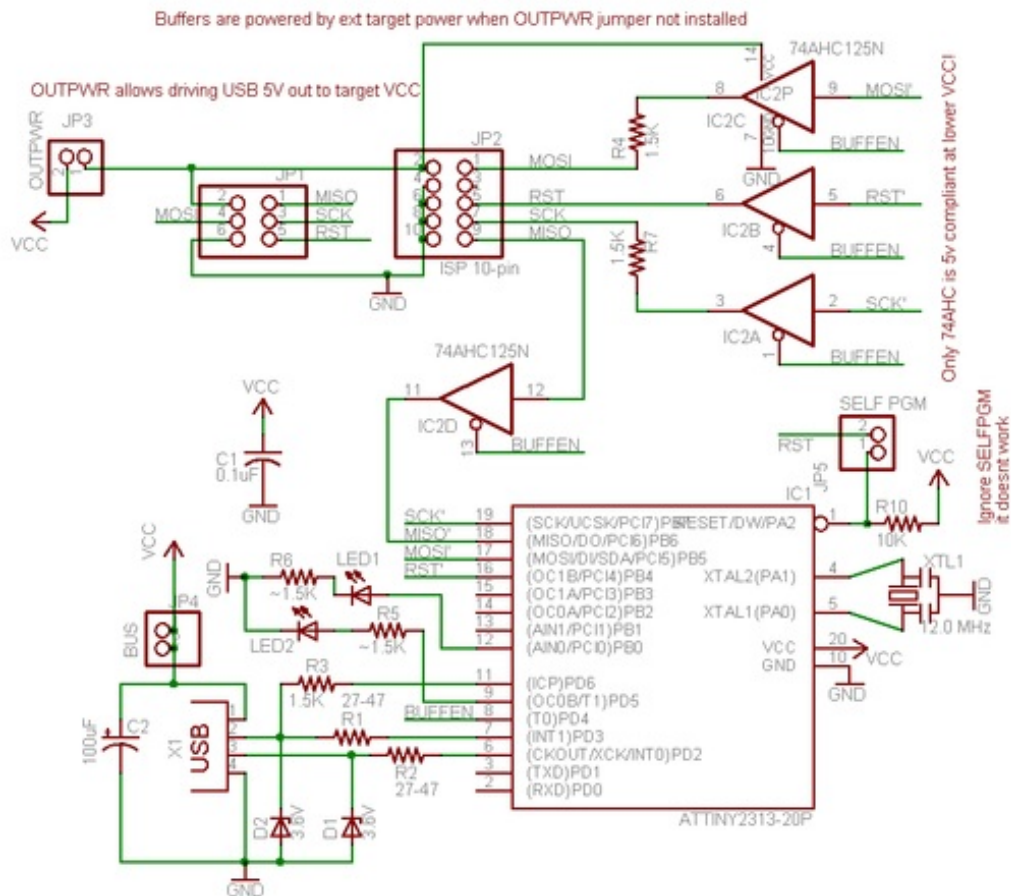 Buffers are powered by ext target power when OUTPWR jumper not installed
OUTPWR allows driving USB 5V out to target VCC
Only 74AHC is 5v compliant at lower VCC!
74AHC125N
14
VCC
IC2P
8
9
MOSI'
IC2C
7
GND
BUFFEN
GND
R4
1.5K
JP3
OUTPWR
2
1
VCC
JP2
2
4
6
8
10
1
3
5
7
9
MOSI
RST
SCK
MISO
ISP 10-pin
JP1
2
4
6
1
3
5
MOSI
MISO
SCK
RST
GND
6
5
RST'
IC2B
4
BUFFEN
1.5K
R7
3
2
SCK'
IC2A
1
BUFFEN
74AHC125N
11
12
IC2D
13
BUFFEN
VCC
C1
0.1uF
GND
SELF PGM
RST
2
1
JP5
VCC
Ignore SELFPGM
it doesnt work
IC1
R10
10K
SCK'
19
(SCK/UCSK/PCI7)PB7
RESET/DW/PA2
1
MISO'
18
(MISO/DO/PCI6)PB6
MOSI'
17
(MOSI/DI/SDA/PCI5)PB5
RST'
16
(OC1B/PCI4)PB4
XTAL2(PA1)
4
XTL1
15
(OC1A/PCI3)PB3
14
(OC0A/PCI2)PB2
XTAL1(PA0)
5
GND
13
(AIN1/PCI1)PB1
12.0 MHz
12
(AIN0/PCI0)PB0
VCC
20
VCC
GND
10
GND
11
(ICP)PD6
9
(OC0B/T1)PD5
BUFFEN
8
(T0)PD4
7
(INT1)PD3
6
(CKOUT/XCK/INT0)PD2
3
(TXD)PD1
2
(RXD)PD0
ATTINY2313-20P
VCC
GND
R6
~1.5K
LED1
LED2
R5
~1.5K
JP4
BUS
R3
1.5K
27-47
R1
R2
27-47
100uF
C2
X1
USB
1
2
3
4
D2
3.6V
D1
3.6V
GND